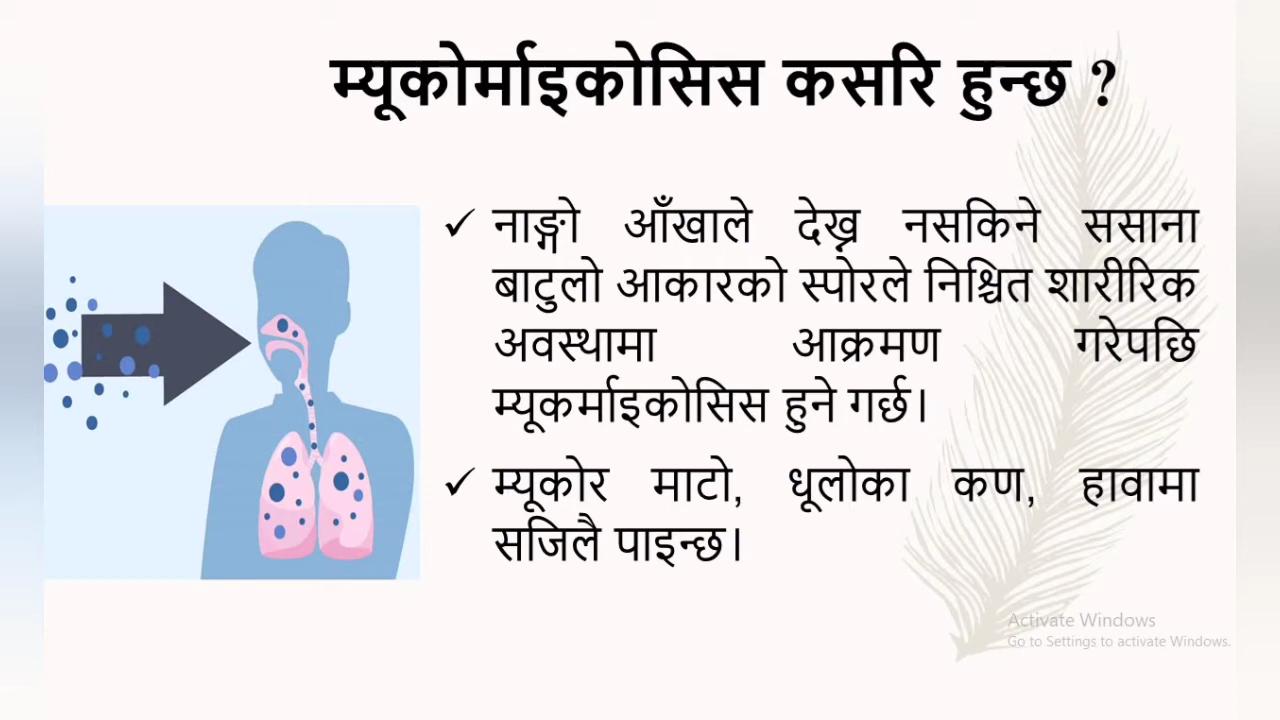 म्यूकोर्माइकोसिस कसरि हुन्छ ?
✓ नाङ्गो आँखाले देख्न नसकिने ससाना
बाटुलो आकारको स्पोरले निश्चित शारीरिक
अवस्थामा आक्रमण गरेपछि
म्यूकर्माइकोसिस हुने गर्छ।
✓ म्यूकोर माटो, धूलोका कण, हावामा
सजिलै पाइन्छ।
Activate Windows
Go to Settings to activate Windows.